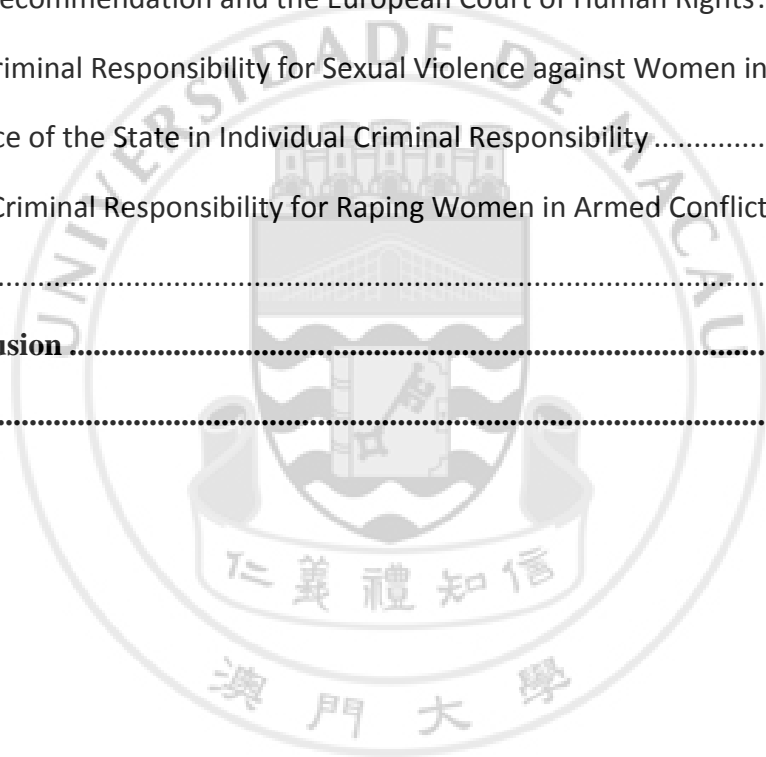 ecommendation and the European Court of Human Rights.
riminal Responsibility for Sexual Violence against Women in
ce of the State in Individual Criminal Responsibility ..............
Criminal Responsibility for Raping Women in Armed Conflict
................................................................................
usion ................................................................................
................................................................................
UNIVERSIDADE DE MACAU
仁義禮知信
澳門大學